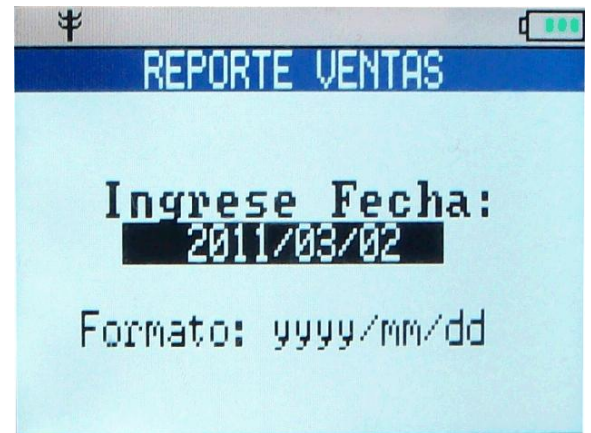 REPORTE VENTAS
Ingrese Fecha:
2011/03/02
Formato: yyyy/mm/dd